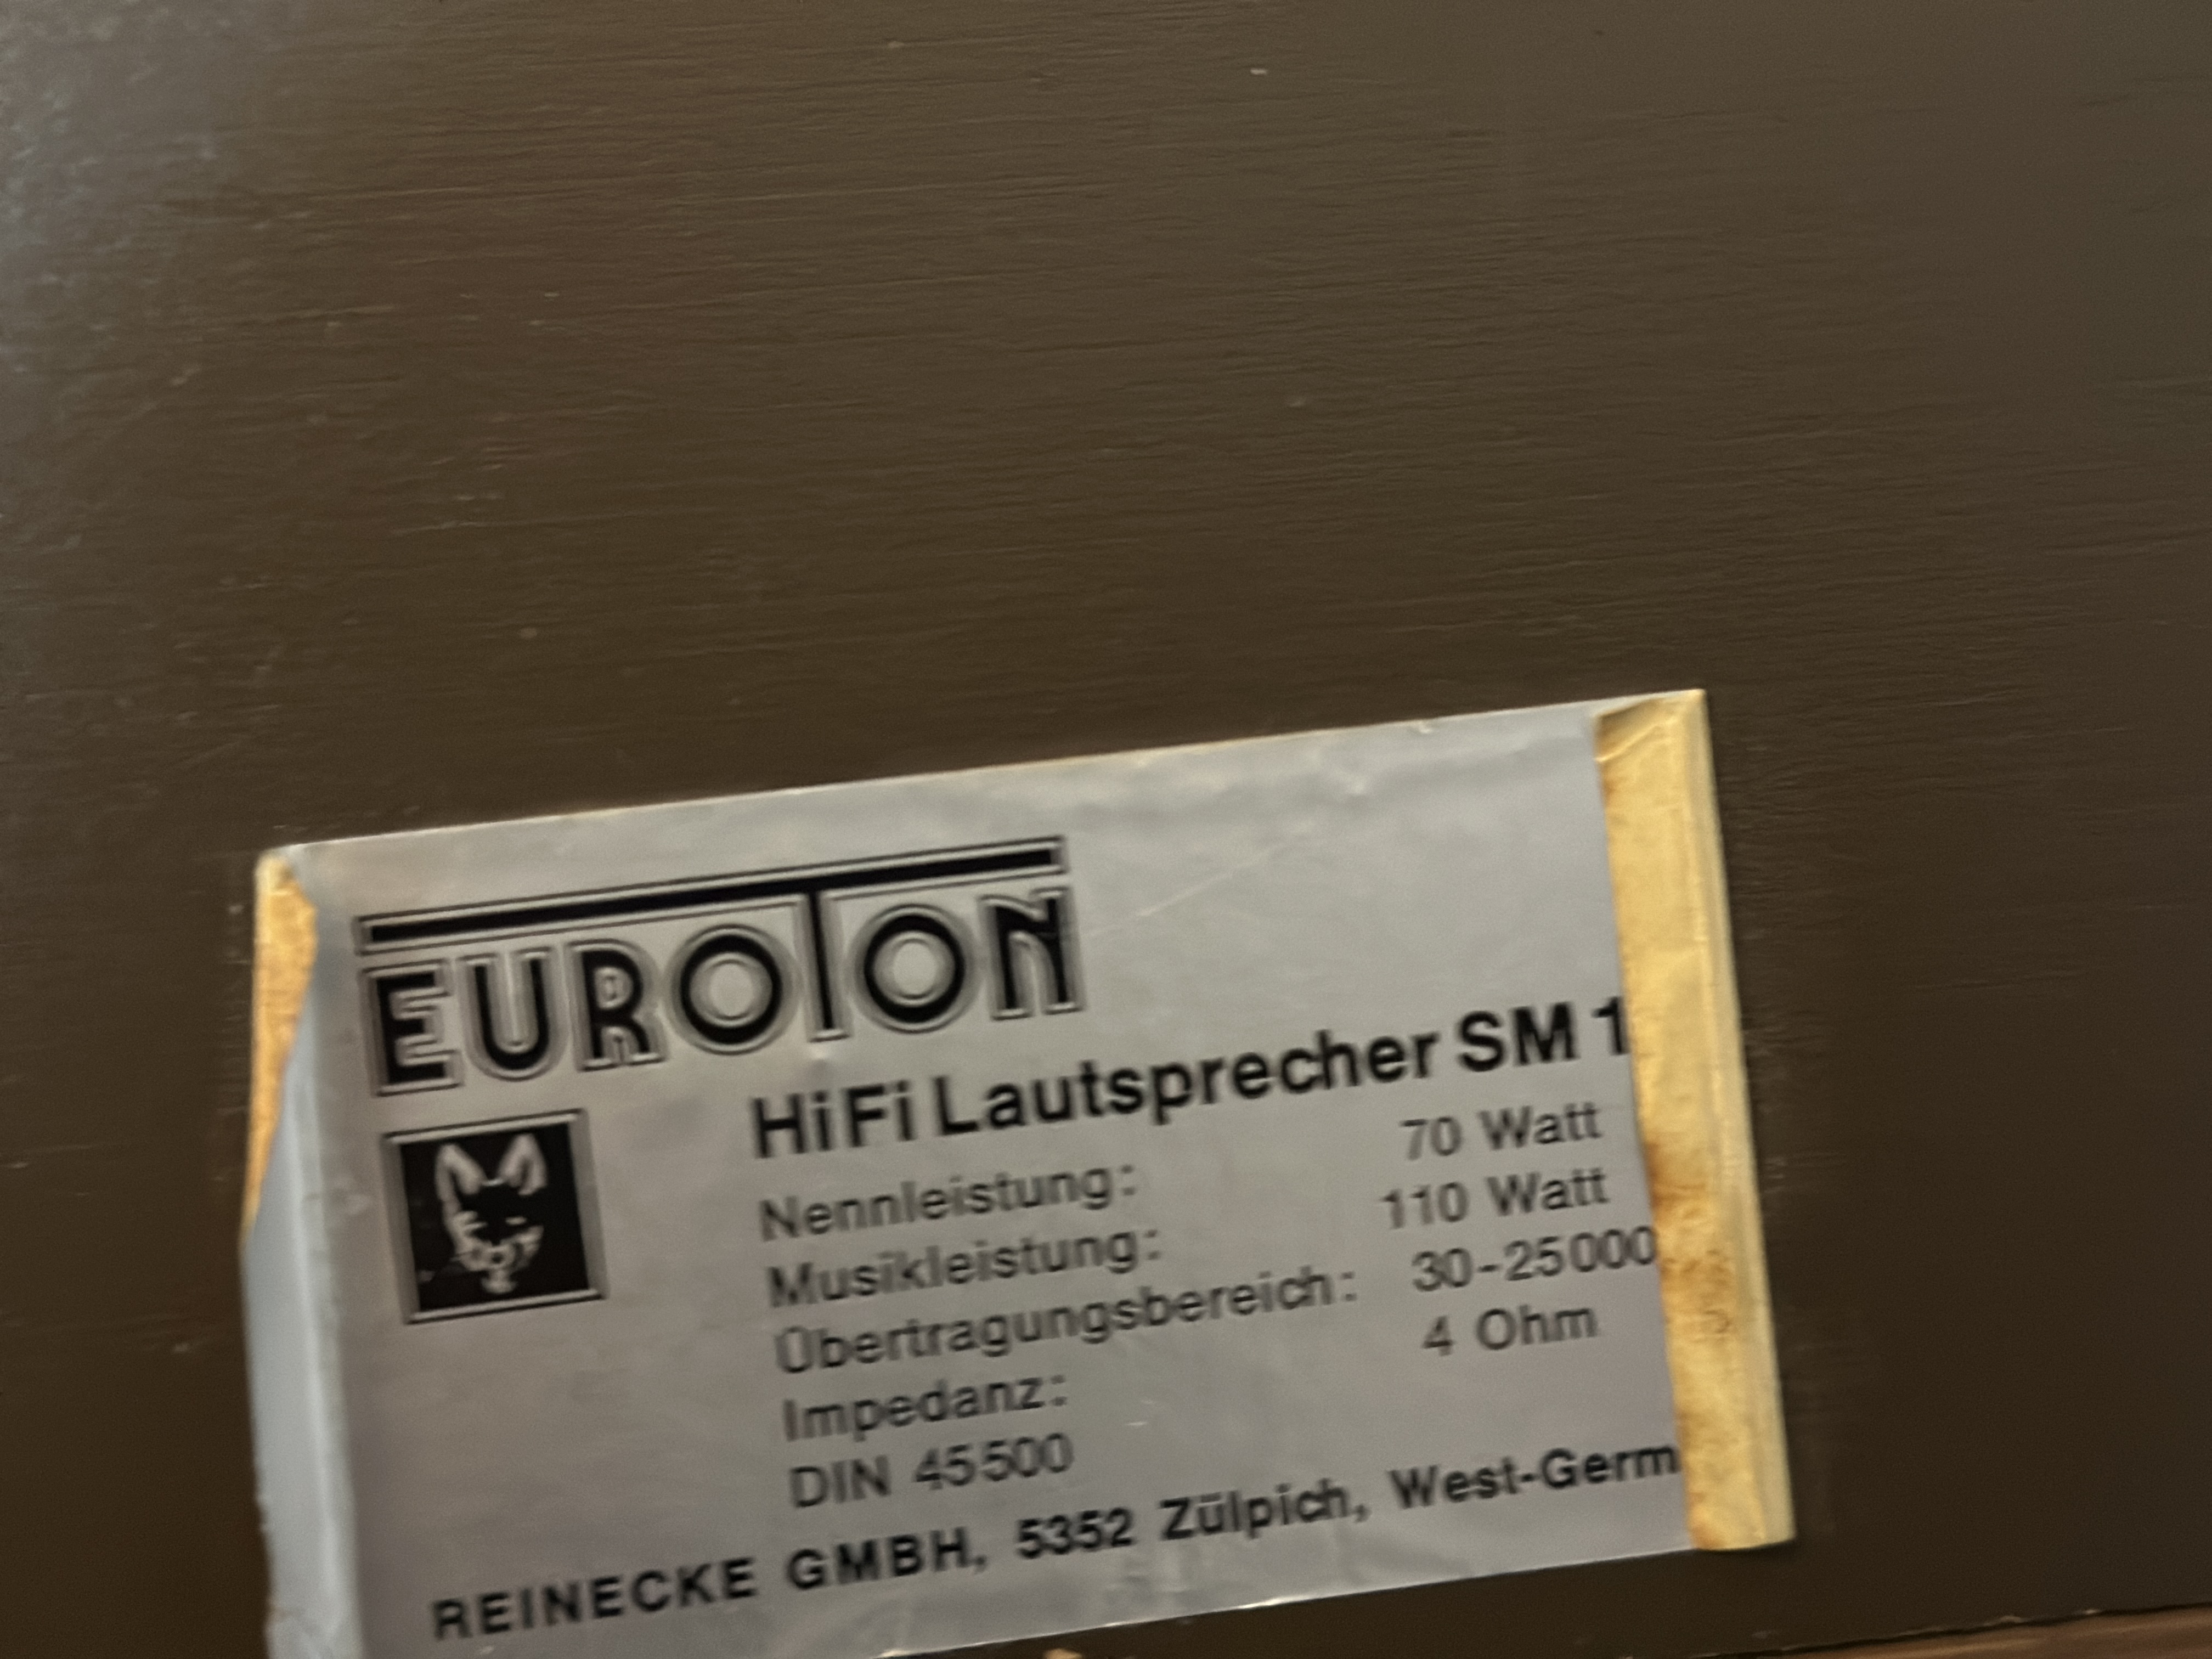 EUROTON
HiFi Lautsprecher SM 1
Nennleistung: 70 Watt
Musikleistung: 110 Watt
Übertragungsbereich: 30-25000
Impedanz: 4 Ohm
DIN 45500
REINECKE GMBH, 5352 Zülpich, West-Germ